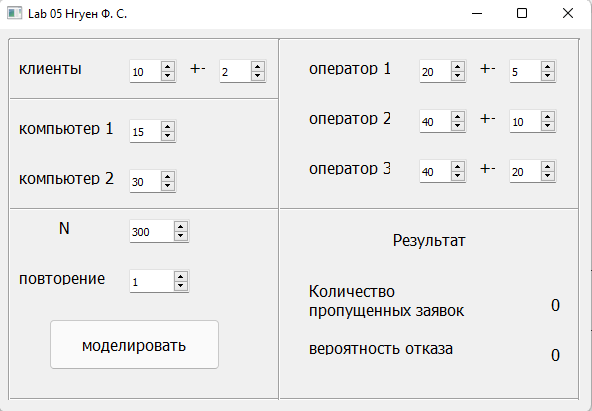 Lab 05 Нгуен Ф. С.
клиенты 10 +- 2
компьютер 1 15
компьютер 2 30
оператор 1 20 +- 5
оператор 2 40 +- 10
оператор 3 40 +- 20
N 300
повторение 1
моделировать
Результат
Количество
пропущенных заявок 0
вероятность отказа 0